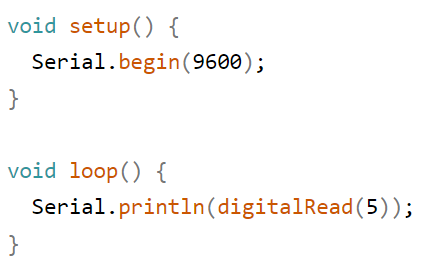 void setup() {
  Serial.begin(9600);
}

void loop() {
  Serial.println(digitalRead(5));
}